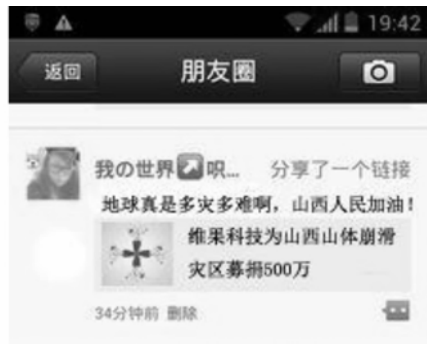 19:42
返回
朋友圈
我の世界↗呮... 分享了一个链接
地球真是多灾多难啊，山西人民加油！
维果科技为山西山体崩滑
灾区募捐500万
34分钟前 删除